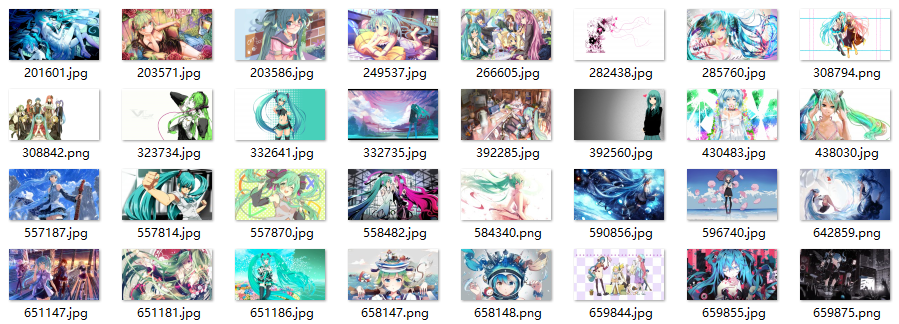 201601.jpg 203571.jpg 203586.jpg 249537.jpg 266605.jpg 282438.jpg 285760.jpg 308794.png
308842.png 323734.jpg 332641.jpg 332735.jpg 392285.jpg 392560.jpg 430483.jpg 438030.jpg
557187.jpg 557814.jpg 557870.jpg 558482.jpg 584340.png 590856.jpg 596740.jpg 642859.png
651147.jpg 651181.jpg 651186.jpg 658147.png 658148.png 659844.jpg 659855.jpg 659875.png